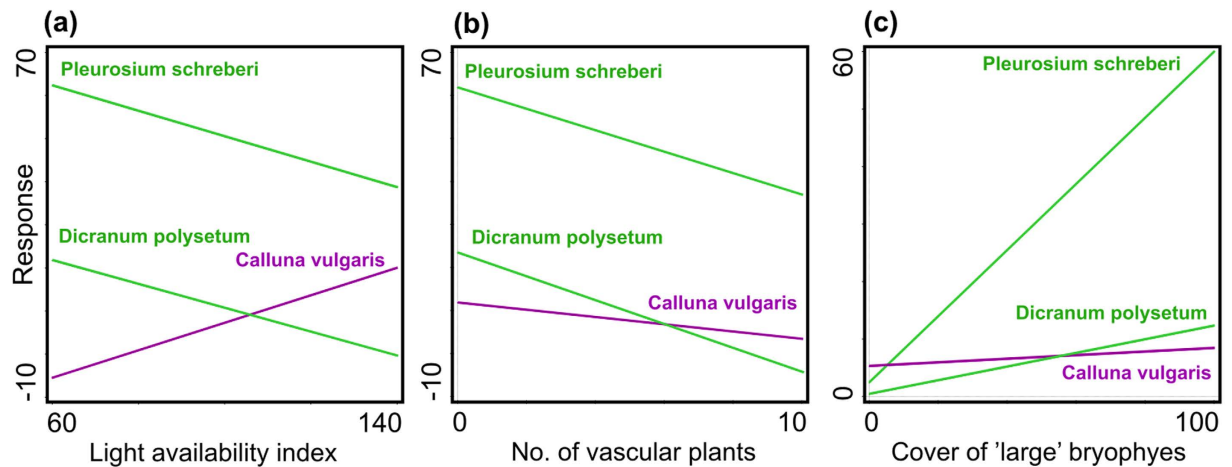 (a)
70
Pleurosium schreberi
Dicranum polysetum
Calluna vulgaris
Response
-10
60
140
Light availability index
(b)
70
Pleurosium schreberi
Dicranum polysetum
Calluna vulgaris
-10
0
10
No. of vascular plants
(c)
60
Pleurosium schreberi
Dicranum polysetum
Calluna vulgaris
0
0
100
Cover of 'large' bryophyes